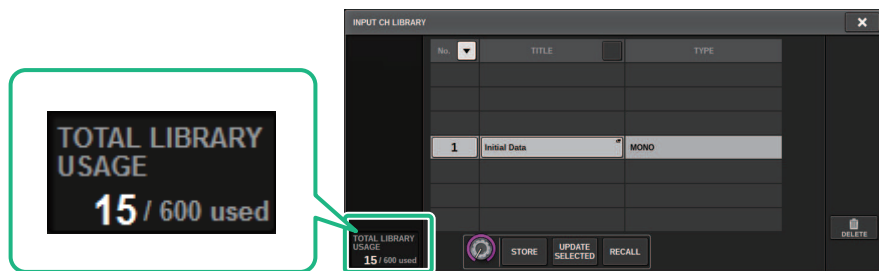 INPUT CH LIBRARY
No. TITLE TYPE
1 Initial Data MONO
TOTAL LIBRARY
USAGE
15 / 600 used
TOTAL LIBRARY
USAGE
15 / 600 used
STORE
UPDATE
SELECTED
RECALL
DELETE